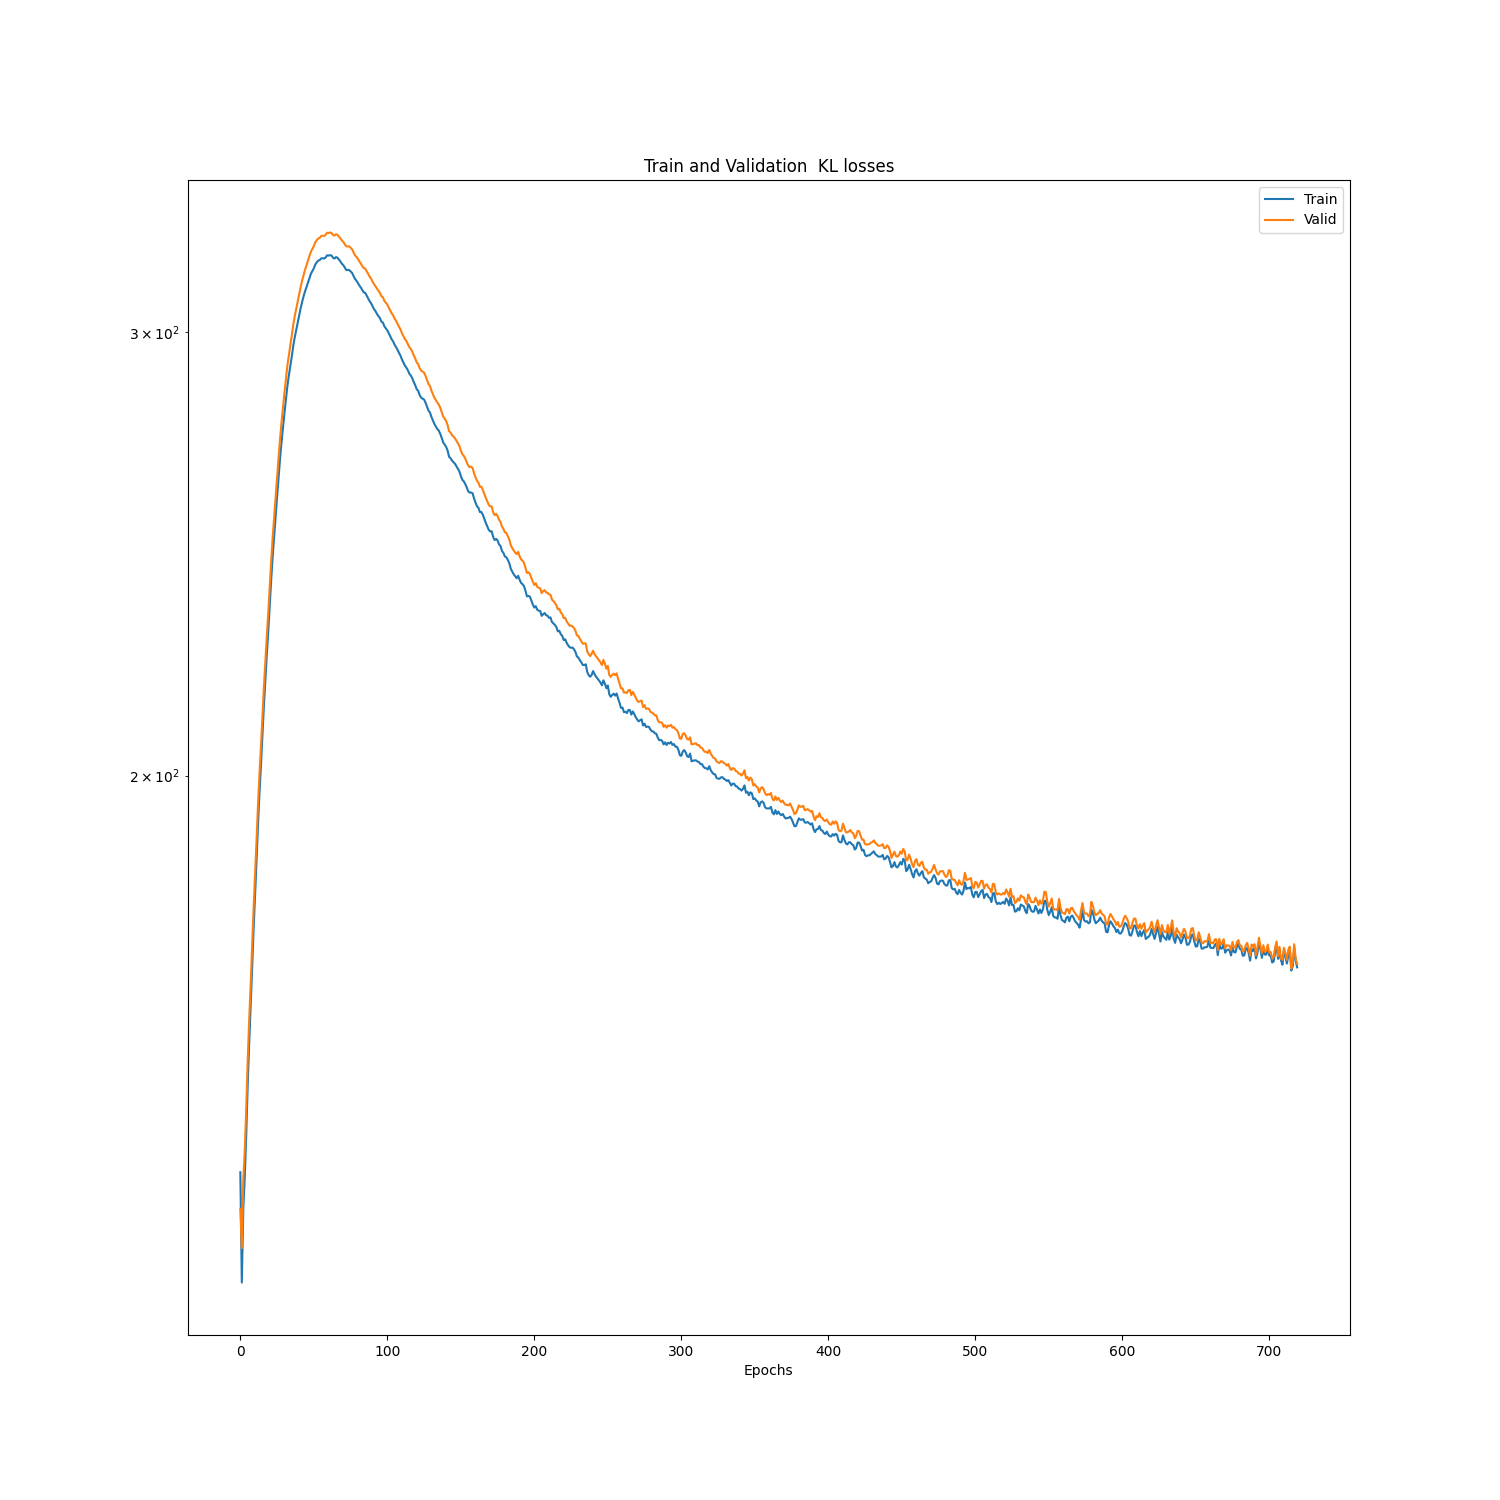 Train and Validation  KL losses
Train
Valid
3 × 10²
2 × 10²
0 100 200 300 400 500 600 700
Epochs